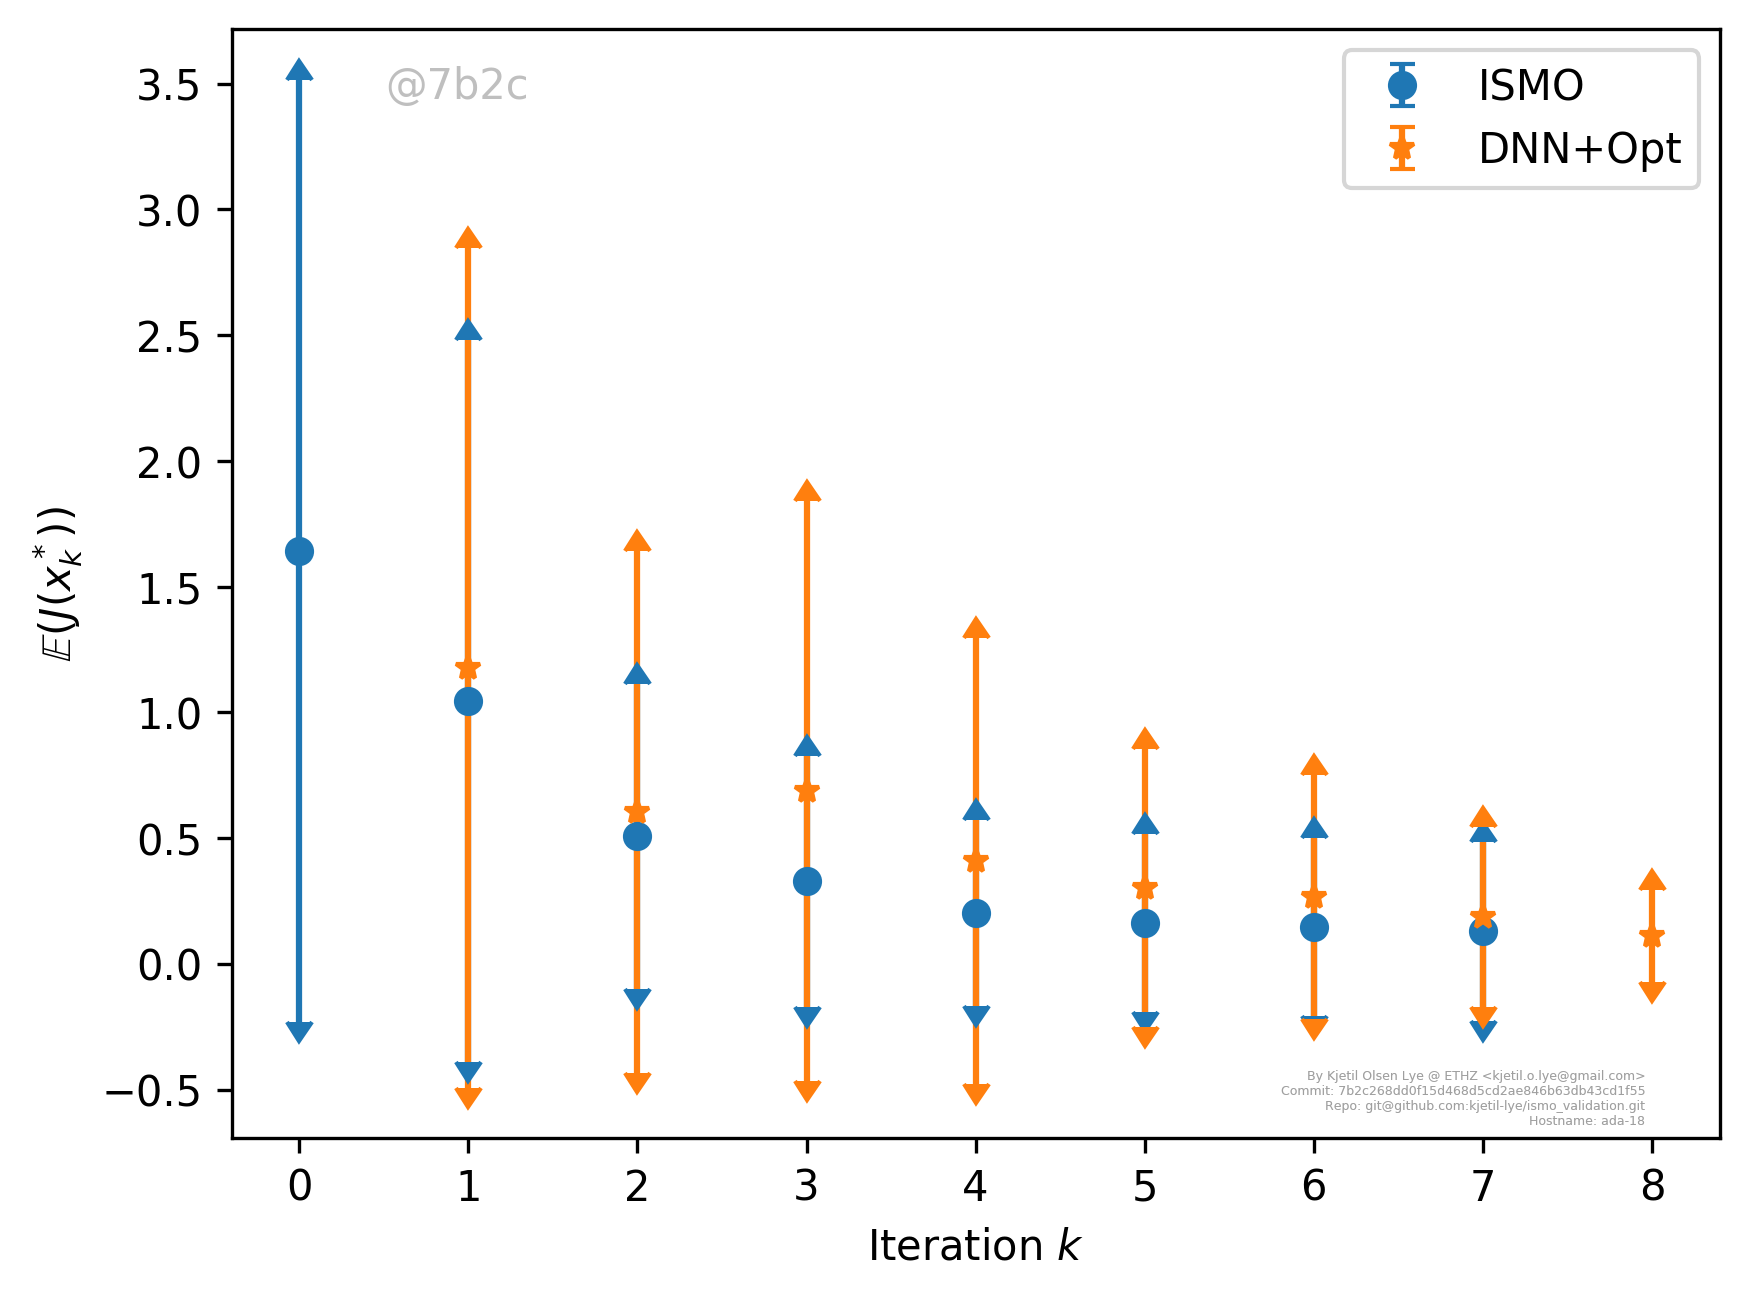 @7b2c
ISMO
DNN+Opt
3.5
3.0
2.5
2.0
1.5
1.0
0.5
0.0
−0.5
𝔼(J(x*k))
By Kjetil Olsen Lye @ ETHZ <kjetil.o.lye@gmail.com>
Commit: 7b2c268dd0f15d468d5cd2ae846b63db43cd1f55
Repo: git@github.com:kjetil-lye/ismo_validation.git
Hostname: ada-18
0 1 2 3 4 5 6 7 8
Iteration k